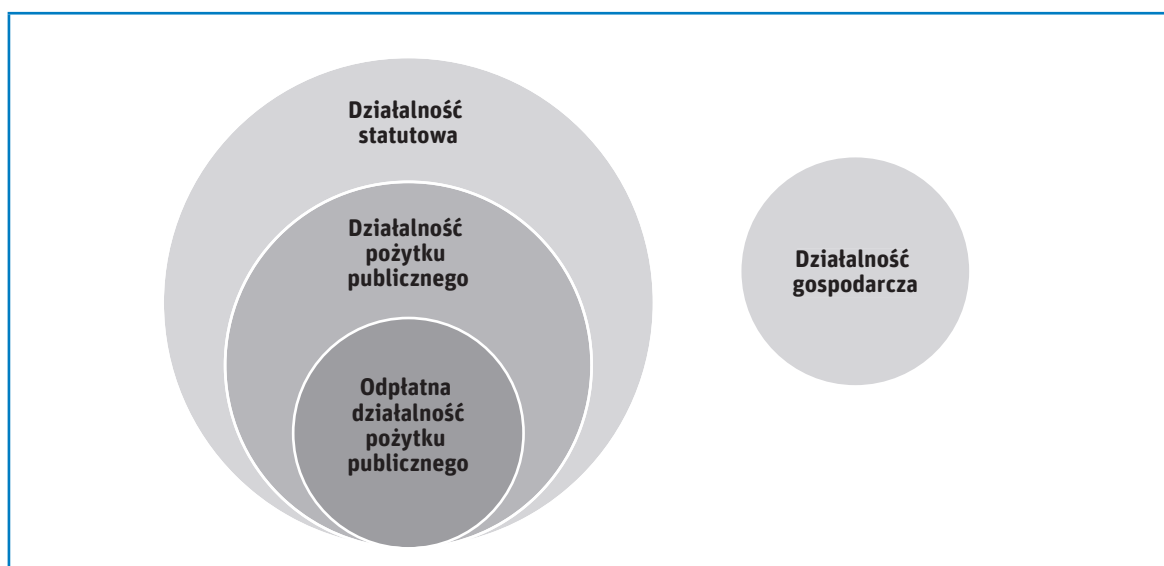 Działalność
statutowa
Działalność
pożytku
publicznego
Odpłatna
działalność
pożytku
publicznego
Działalność
gospodarcza